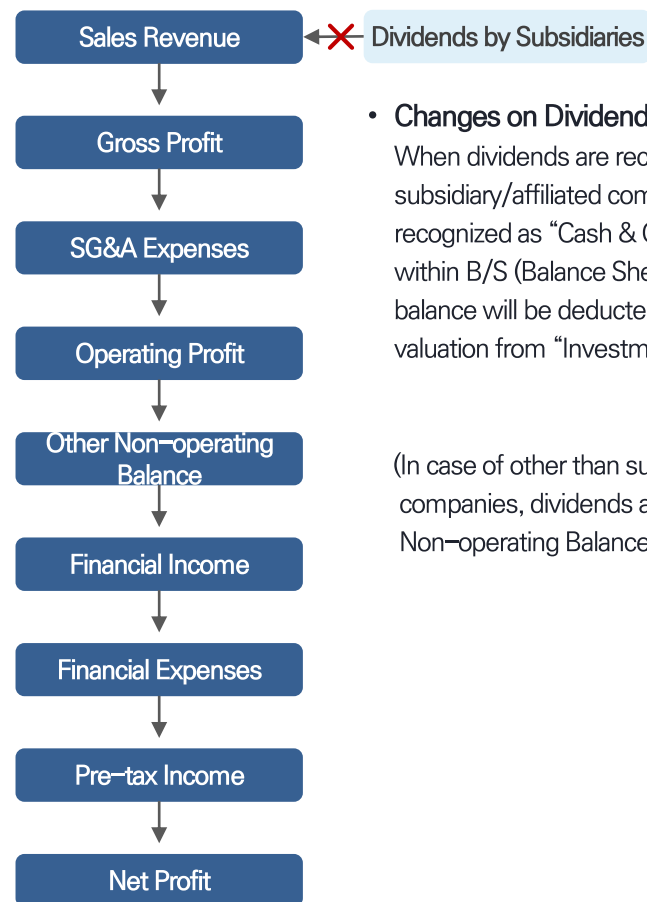 Sales Revenue
Dividends by Subsidiaries
Gross Profit
SG&A Expenses
Operating Profit
Other Non-operating
Balance
Financial Income
Financial Expenses
Pre-tax Income
Net Profit
• Changes on Dividend
When dividends are rec
subsidiary/affiliated com
recognized as “Cash & C
within B/S (Balance She
balance will be deducte
valuation from “Investm
(In case of other than su
companies, dividends a
Non-operating Balance